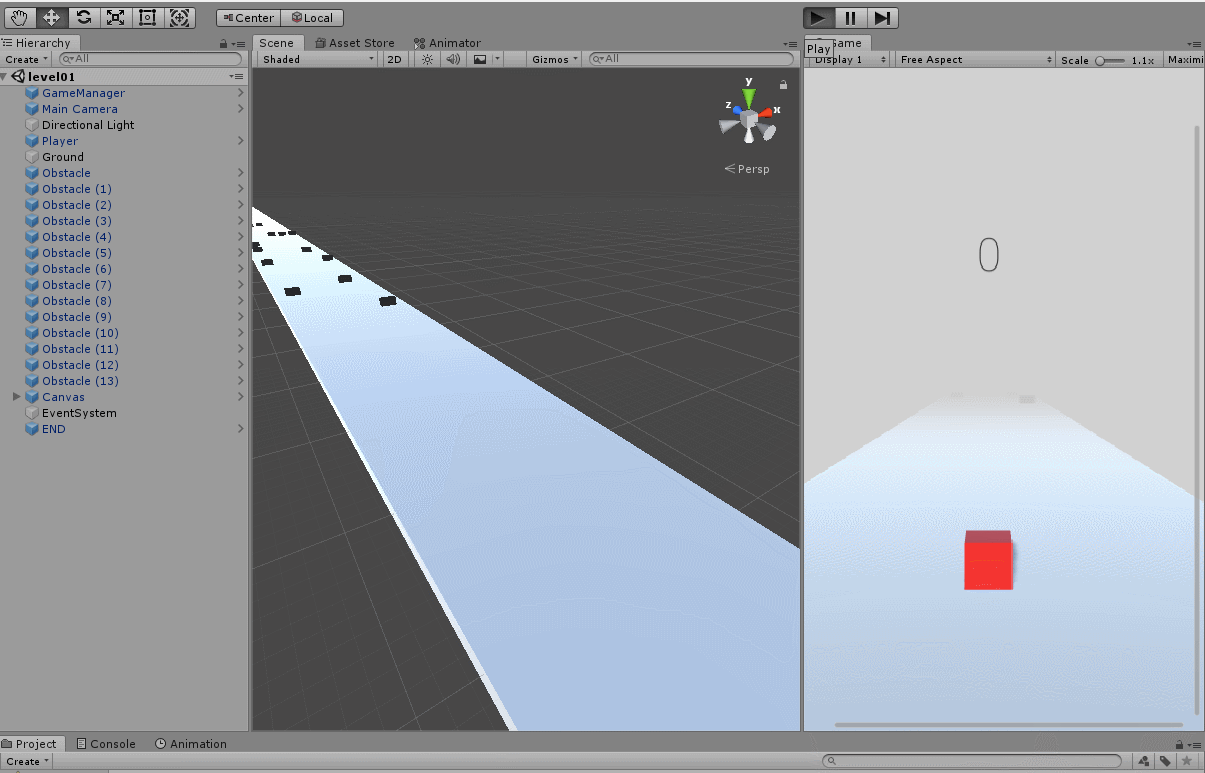 Center Local
Hierarchy Scene Asset Store Animator Game
Play
Create All Shaded 2D Gizmos All Display 1 Free Aspect Scale 1.1x Maximi
level01
GameManager
Main Camera
Directional Light
Player
Ground
Obstacle
Obstacle (1)
Obstacle (2)
Obstacle (3)
Obstacle (4)
Obstacle (5)
Obstacle (6)
Obstacle (7)
Obstacle (8)
Obstacle (9)
Obstacle (10)
Obstacle (11)
Obstacle (12)
Obstacle (13)
Canvas
EventSystem
END
y
z
x
Persp
0
Project Console Animation
Create